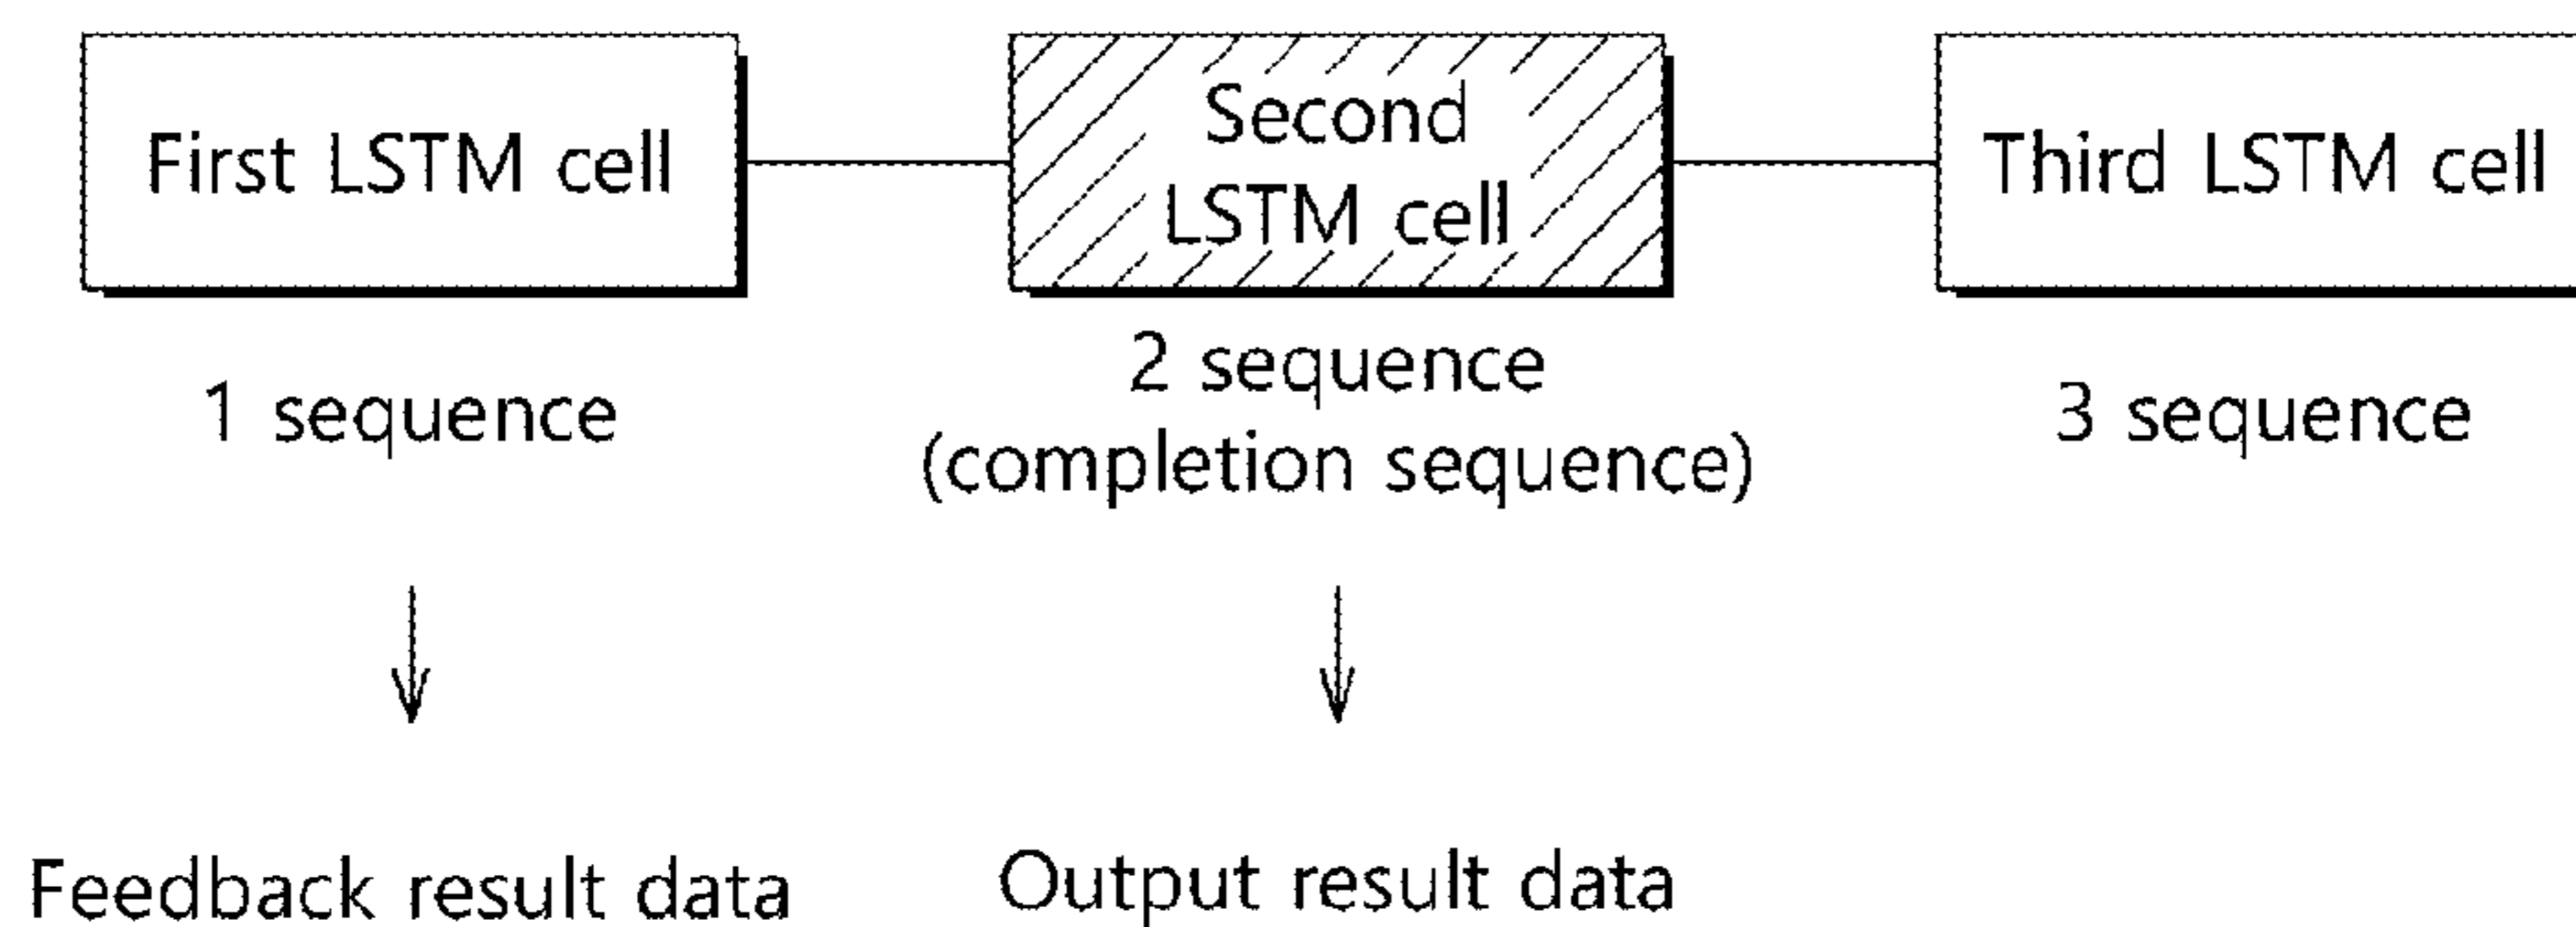 First LSTM cell
Second
LSTM cell
Third LSTM cell
1 sequence
2 sequence
(completion sequence)
3 sequence
Feedback result data
Output result data